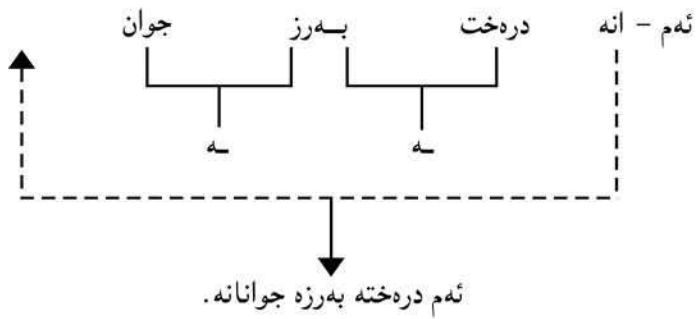 ئەم – انە درەخت بـەرز جوان
ـە ـە
ئەم درەختە بەرزە جوانانە.